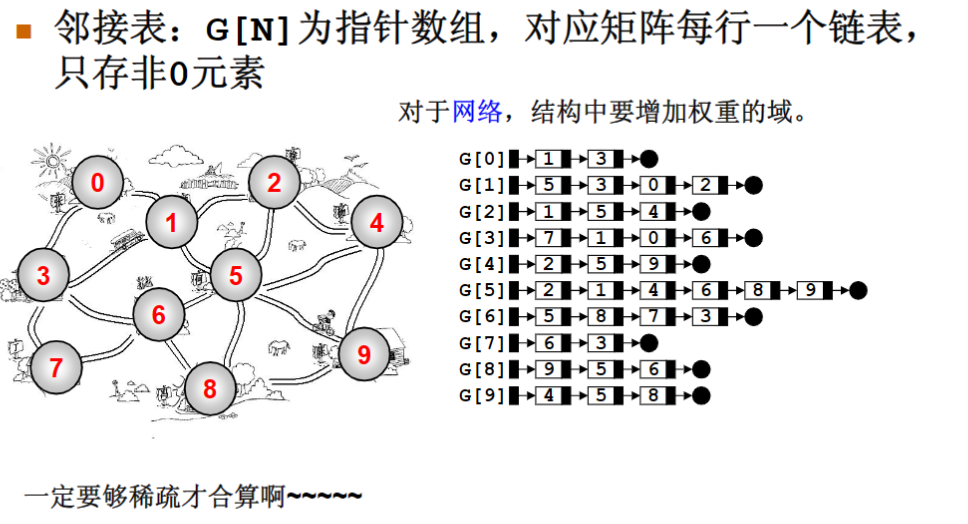 邻接表：G[N]为指针数组，对应矩阵每行一个链表，
只存非0元素
对于网络，结构中要增加权重的域。
0
2
1
4
3
5
6
7
9
8
G[0] 1 3
G[1] 5 3 0 2
G[2] 1 5 4
G[3] 7 1 0 6
G[4] 2 5 9
G[5] 2 1 4 6 8 9
G[6] 5 8 7 3
G[7] 6 3
G[8] 9 5 6
G[9] 4 5 8
一定要够稀疏才合算啊~~~~~